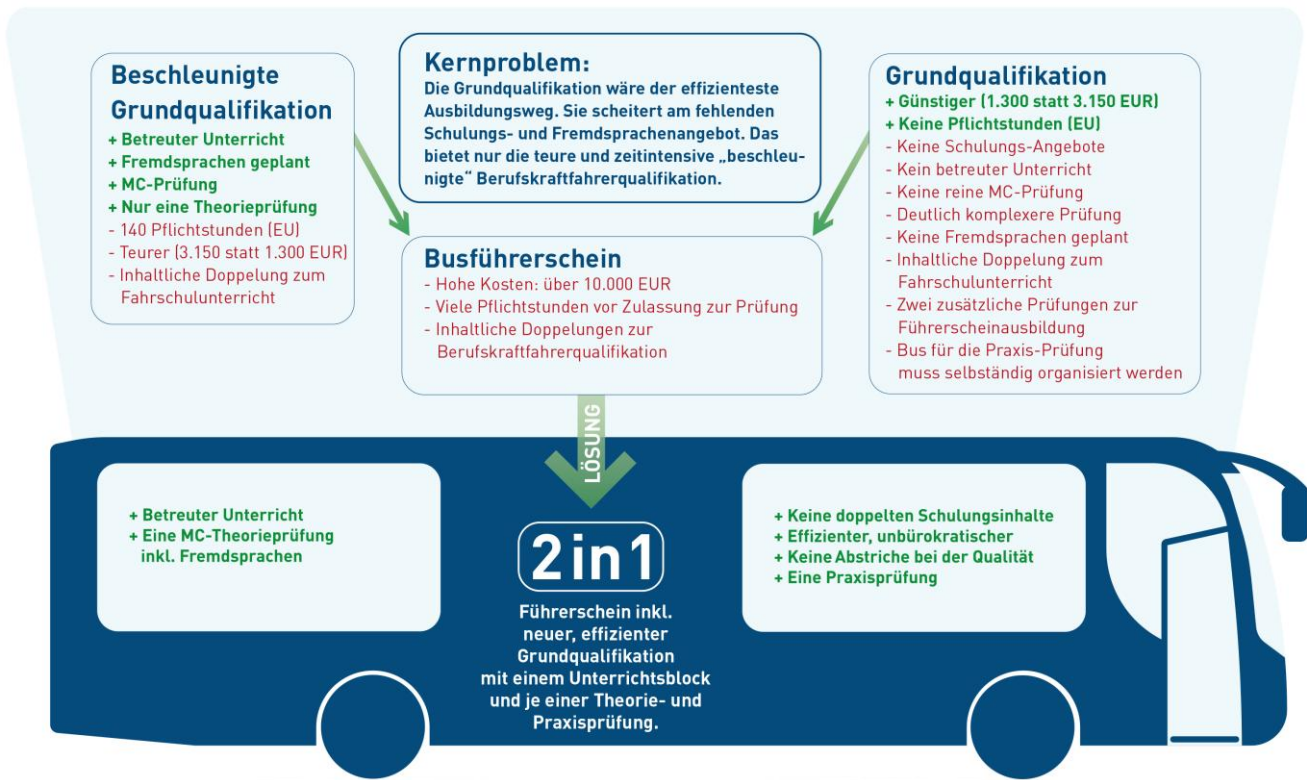 Beschleunigte
Grundqualifikation
+ Betreuter Unterricht
+ Fremdsprachen geplant
+ MC-Prüfung
+ Nur eine Theorieprüfung
- 140 Pflichtstunden (EU)
- Teurer (3.150 statt 1.300 EUR)
- Inhaltliche Doppelung zum
Fahrschulunterricht
Kernproblem:
Die Grundqualifikation wäre der effizienteste
Ausbildungsweg. Sie scheitert am fehlenden
Schulungs- und Fremdsprachenangebot. Das
bietet nur die teure und zeitintensive „beschleu-
nigte“ Berufskraftfahrerqualifikation.
Grundqualifikation
+ Günstiger (1.300 statt 3.150 EUR)
+ Keine Pflichtstunden (EU)
- Keine Schulungs-Angebote
- Kein betreuter Unterricht
- Keine reine MC-Prüfung
- Deutlich komplexere Prüfung
- Keine Fremdsprachen geplant
- Inhaltliche Doppelung zum
Fahrschulunterricht
- Zwei zusätzliche Prüfungen zur
Führerscheinausbildung
- Bus für die Praxis-Prüfung
muss selbständig organisiert werden
Busführerschein
- Hohe Kosten: über 10.000 EUR
- Viele Pflichtstunden vor Zulassung zur Prüfung
- Inhaltliche Doppelungen zur
Berufskraftfahrerqualifikation
LÖSUNG
+ Betreuter Unterricht
+ Eine MC-Theorieprüfung
inkl. Fremdsprachen
2in1
Führerschein inkl.
neuer, effizienter
Grundqualifikation
mit einem Unterrichtsblock
und je einer Theorie- und
Praxisprüfung.
+ Keine doppelten Schulungsinhalte
+ Effizienter, unbürokratischer
+ Keine Abstriche bei der Qualität
+ Eine Praxisprüfung